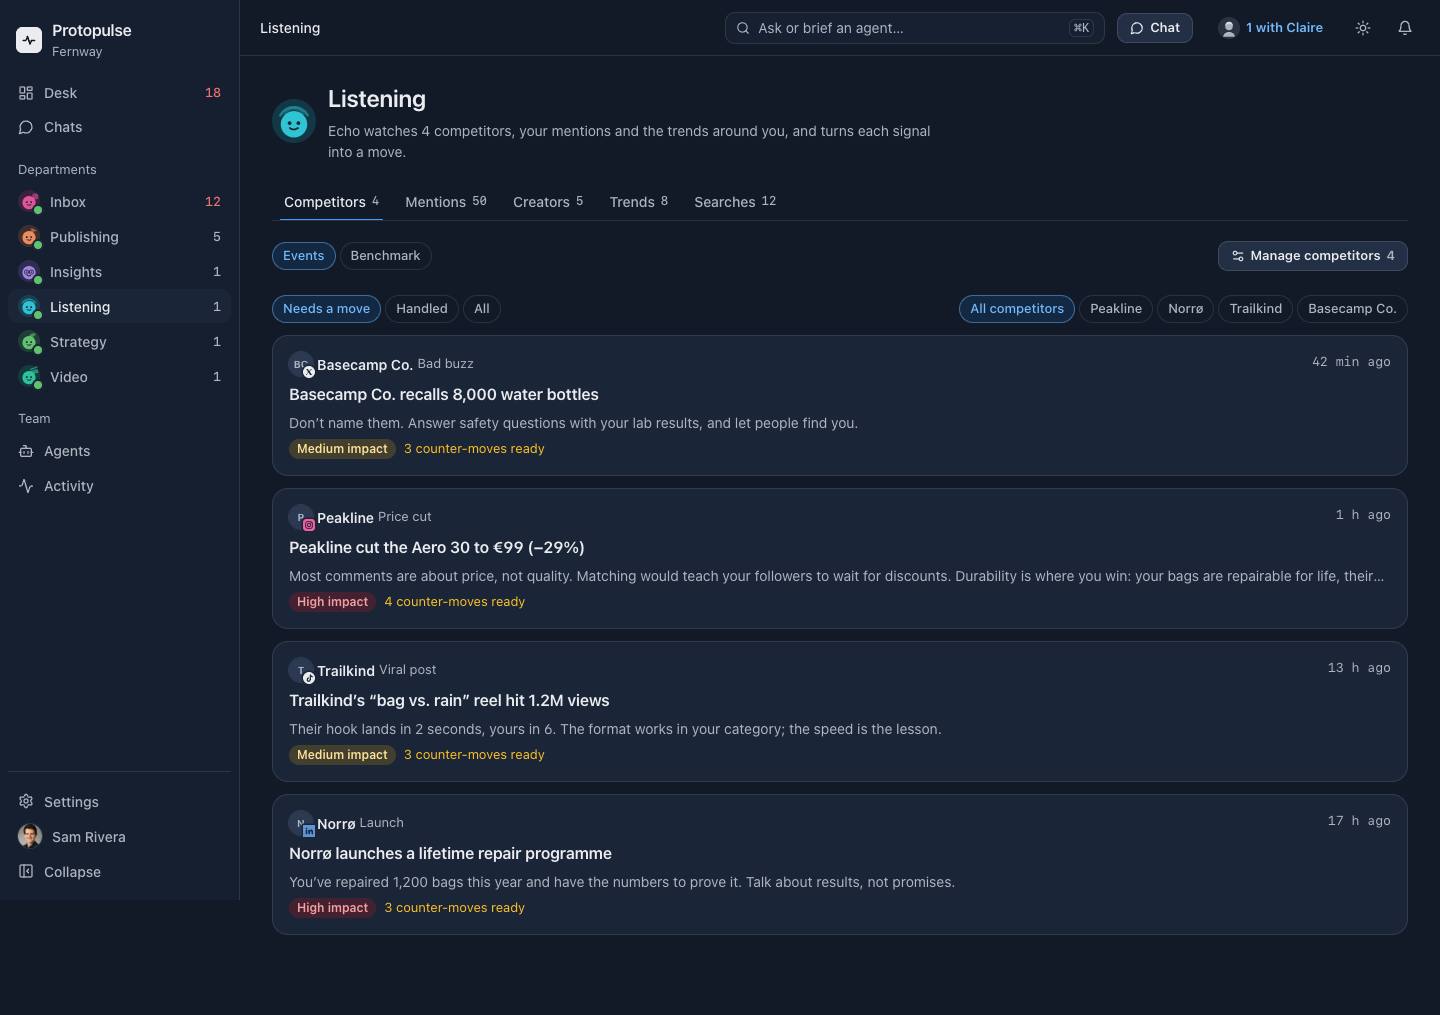 Protopulse
Fernway
Desk 18
Chats
Departments
Inbox 12
Publishing 5
Insights 1
Listening 1
Strategy 1
Video 1
Team
Agents
Activity
Settings
Sam Rivera
Collapse
Listening
Ask or brief an agent…
⌘K
Chat
1 with Claire
Listening
Echo watches 4 competitors, your mentions and the trends around you, and turns each signal
into a move.
Competitors 4 Mentions 50 Creators 5 Trends 8 Searches 12
Events Benchmark
Manage competitors 4
Needs a move Handled All
All competitors Peakline Norrø Trailkind Basecamp Co.
BC Basecamp Co. Bad buzz 42 min ago
Basecamp Co. recalls 8,000 water bottles
Don’t name them. Answer safety questions with your lab results, and let people find you.
Medium impact 3 counter-moves ready
P Peakline Price cut 1 h ago
Peakline cut the Aero 30 to €99 (−29%)
Most comments are about price, not quality. Matching would teach your followers to wait for discounts. Durability is where you win: your bags are repairable for life, their…
High impact 4 counter-moves ready
T Trailkind Viral post 13 h ago
Trailkind’s “bag vs. rain” reel hit 1.2M views
Their hook lands in 2 seconds, yours in 6. The format works in your category; the speed is the lesson.
Medium impact 3 counter-moves ready
N in Norrø Launch 17 h ago
Norrø launches a lifetime repair programme
You’ve repaired 1,200 bags this year and have the numbers to prove it. Talk about results, not promises.
High impact 3 counter-moves ready